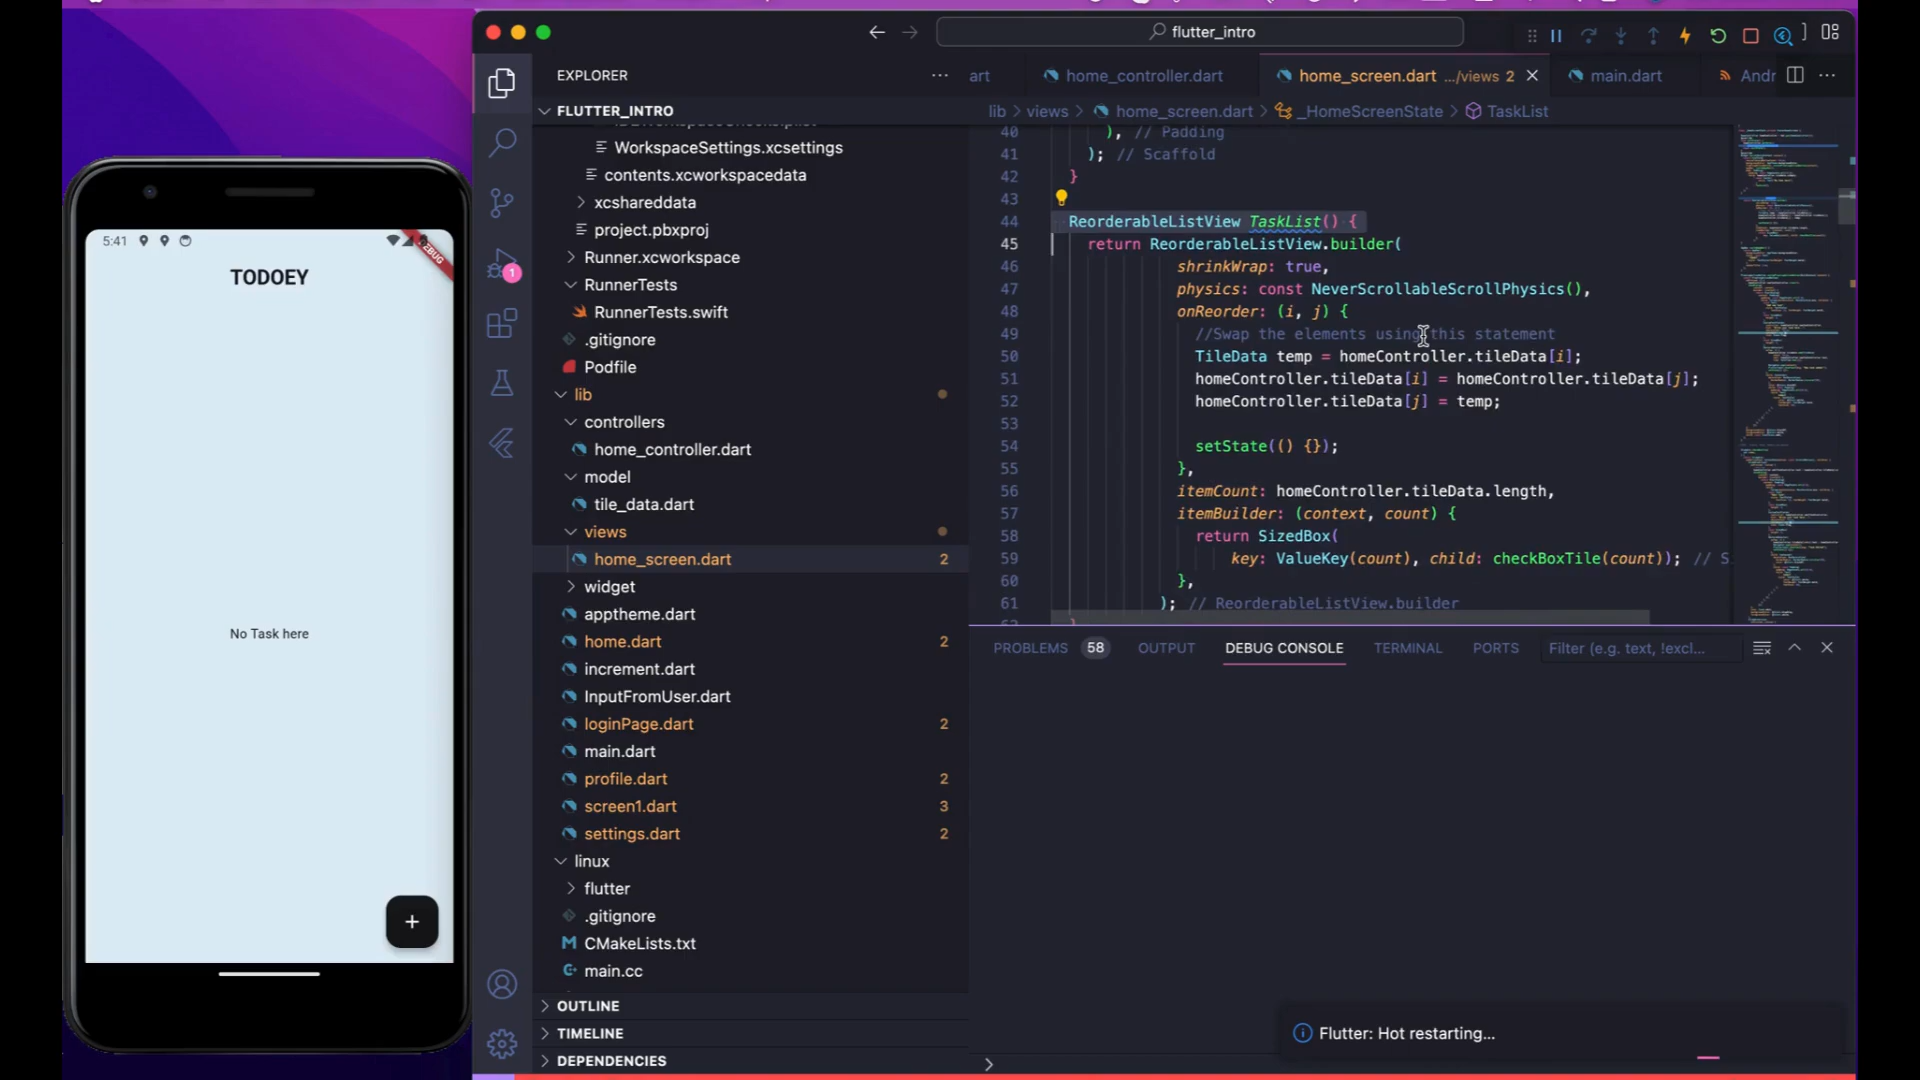 flutter_intro
EXPLORER
art
home_controller.dart
home_screen.dart .../views 2
main.dart
Andr
FLUTTER_INTRO
lib > views > home_screen.dart > _HomeScreenState > TaskList
WorkspaceSettings.xcsettings
contents.xcworkspacedata
xcshareddata
project.pbxproj
Runner.xcworkspace
RunnerTests
RunnerTests.swift
.gitignore
Podfile
lib
controllers
home_controller.dart
model
tile_data.dart
views
home_screen.dart 2
widget
apptheme.dart
home.dart 2
increment.dart
InputFromUser.dart
loginPage.dart 2
main.dart
profile.dart 2
screen1.dart 3
settings.dart 2
linux
flutter
.gitignore
CMakeLists.txt
main.cc
OUTLINE
TIMELINE
DEPENDENCIES
1
40 ), // Padding
41 ); // Scaffold
42 }
43
44 ReorderableListView TaskList() {
45 return ReorderableListView.builder(
46 shrinkWrap: true,
47 physics: const NeverScrollableScrollPhysics(),
48 onReorder: (i, j) {
49 //Swap the elements using this statement
50 TileData temp = homeController.tileData[i];
51 homeController.tileData[i] = homeController.tileData[j];
52 homeController.tileData[j] = temp;
53
54 setState(() {});
55 },
56 itemCount: homeController.tileData.length,
57 itemBuilder: (context, count) {
58 return SizedBox(
59 key: ValueKey(count), child: checkBoxTile(count)); // S
60 },
61 ); // ReorderableListView.builder
PROBLEMS 58 OUTPUT DEBUG CONSOLE TERMINAL PORTS Filter (e.g. text, !excl...
Flutter: Hot restarting...
5:41
DEBUG
TODOEY
No Task here
+